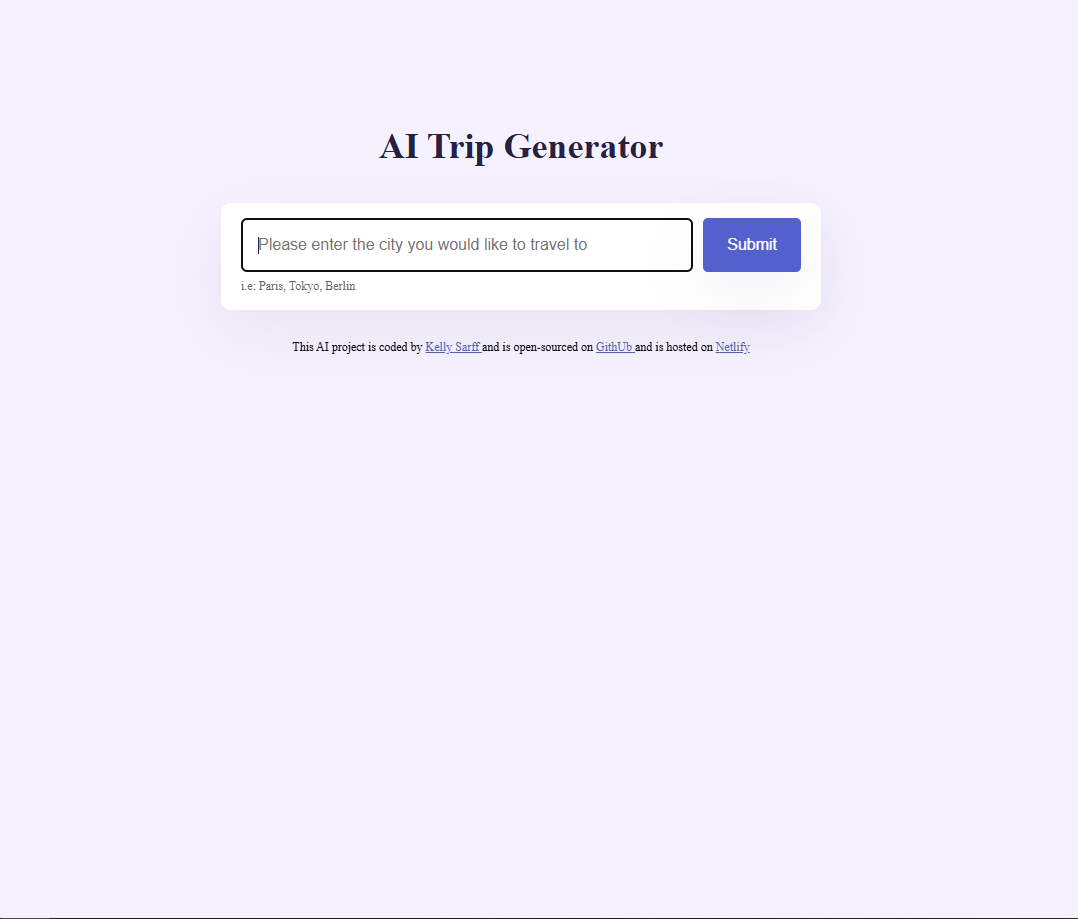 AI Trip Generator
Please enter the city you would like to travel to
Submit
i.e: Paris, Tokyo, Berlin
This AI project is coded by Kelly Sarff and is open-sourced on GithUb and is hosted on Netlify